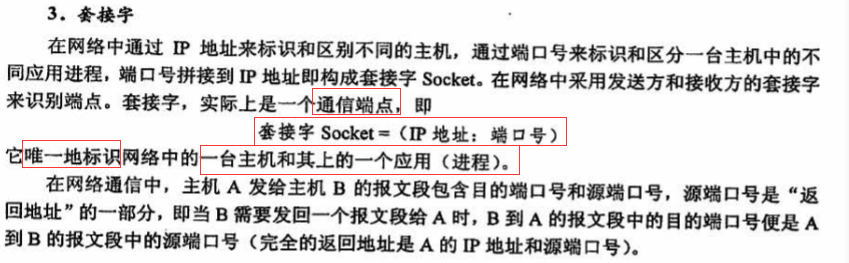 3．套接字
在网络中通过 IP 地址来标识和区别不同的主机，通过端口号来标识和区分一台主机中的不
同应用进程，端口号拼接到 IP 地址即构成套接字 Socket。在网络中采用发送方和接收方的套接字
来识别端点。套接字，实际上是一个通信端点，即
套接字 Socket =（IP 地址：端口号）
它唯一地标识网络中的一台主机和其上的一个应用（进程）。
在网络通信中，主机 A 发给主机 B 的报文段包含目的端口号和源端口号，源端口号是“返
回地址”的一部分，即当 B 需要发回一个报文段给 A 时，B 到 A 的报文段中的目的端口号便是 A
到 B 的报文段中的源端口号（完全的返回地址是 A 的 IP 地址和源端口号）。